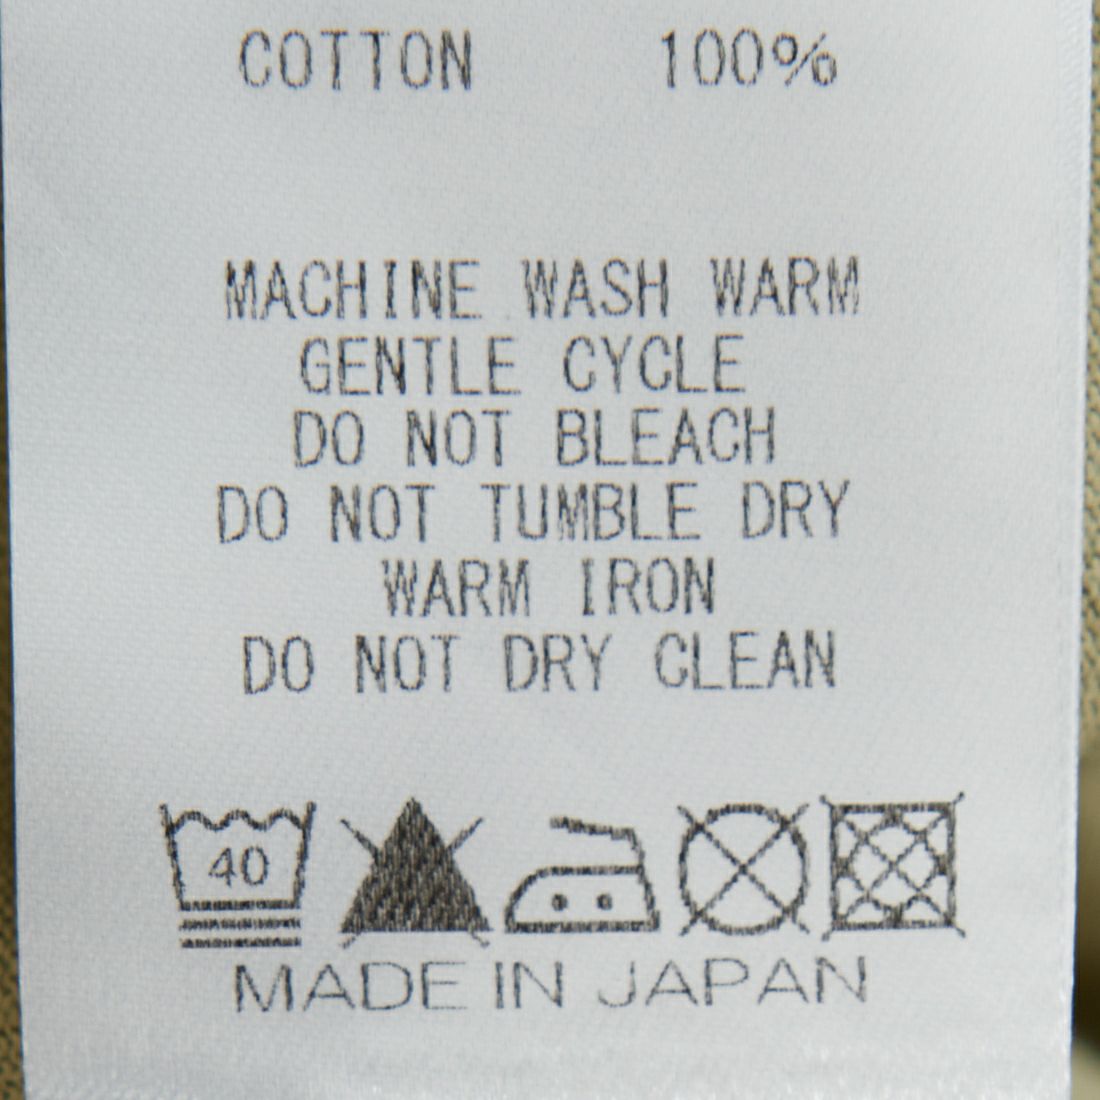 COTTON 100%
MACHINE WASH WARM
GENTLE CYCLE
DO NOT BLEACH
DO NOT TUMBLE DRY
WARM IRON
DO NOT DRY CLEAN
40
MADE IN JAPAN